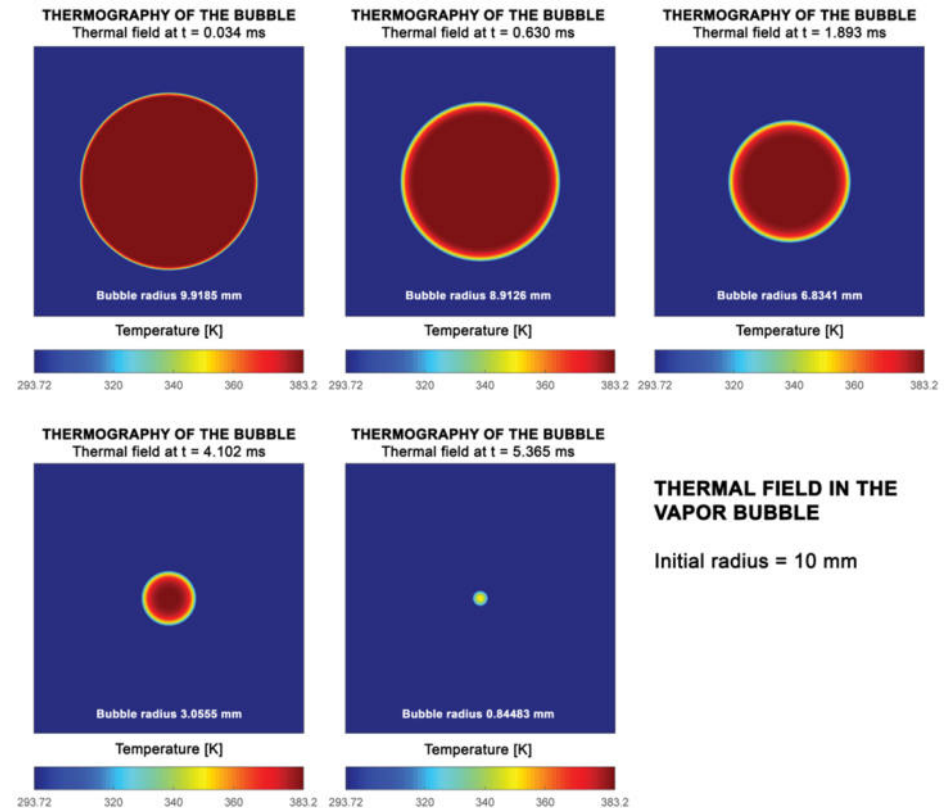 THERMOGRAPHY OF THE BUBBLE
Thermal field at t = 0.034 ms
Bubble radius 9.9185 mm
Temperature [K]
293.72 320 340 360 383.2
THERMOGRAPHY OF THE BUBBLE
Thermal field at t = 0.630 ms
Bubble radius 8.9126 mm
Temperature [K]
293.72 320 340 360 383.2
THERMOGRAPHY OF THE BUBBLE
Thermal field at t = 1.893 ms
Bubble radius 6.8341 mm
Temperature [K]
293.72 320 340 360 383.2
THERMOGRAPHY OF THE BUBBLE
Thermal field at t = 4.102 ms
Bubble radius 3.0555 mm
Temperature [K]
293.72 320 340 360 383.2
THERMOGRAPHY OF THE BUBBLE
Thermal field at t = 5.365 ms
Bubble radius 0.84483 mm
Temperature [K]
293.72 320 340 360 383.2
THERMAL FIELD IN THE
VAPOR BUBBLE
Initial radius = 10 mm